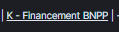 | K - Financement BNPP | -